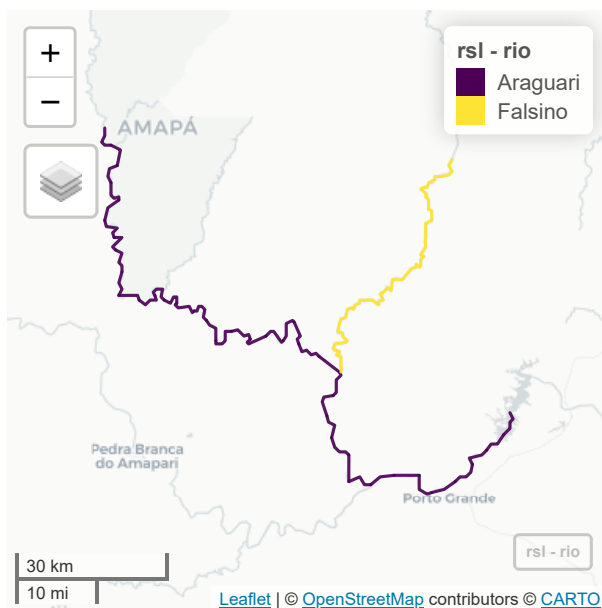 +
−
rsl - rio
Araguari
Falsino
AMAPÁ
Pedra Branca
do Amapari
Porto Grande
rsl - rio
30 km
10 mi
Leaflet | © OpenStreetMap contributors © CARTO